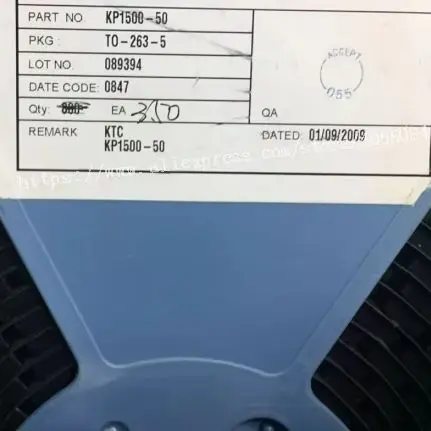 PART NO. KP1500-50
PKG : TO-263-5
LOT NO. 089394
DATE CODE: 0847
Qty: 800 EA 350
REMARK KTC
KP1500-50
ACCEPT
055
QA
DATED: 01/09/2009